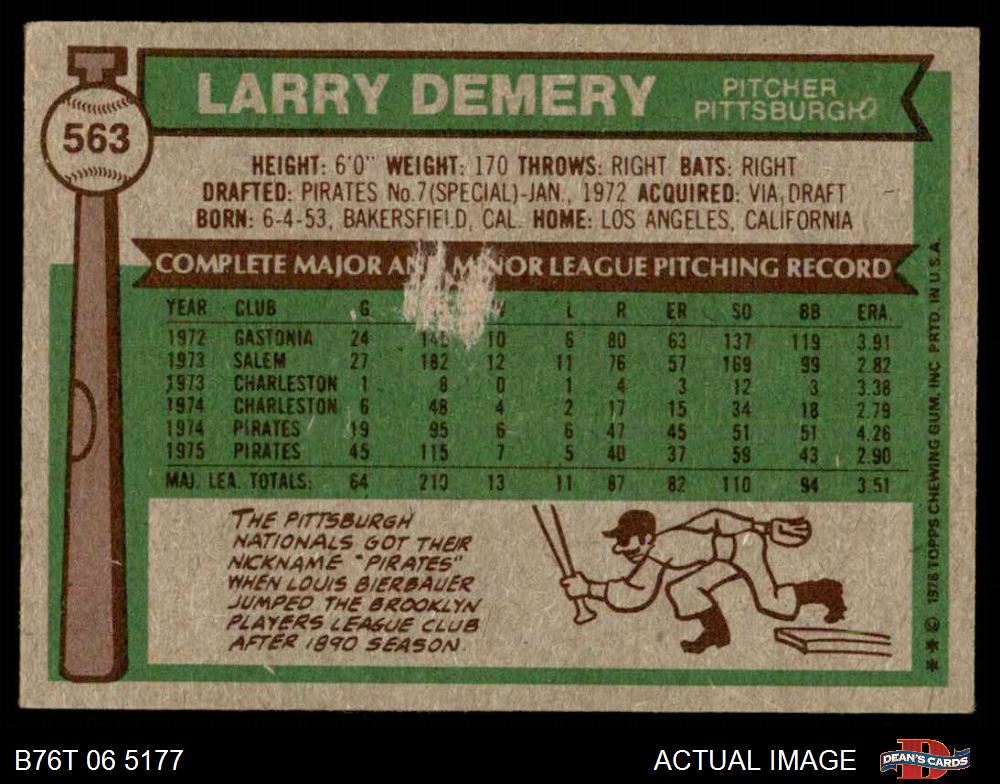 LARRY DEMERY
PITCHER
PITTSBURGH
563
HEIGHT: 6'0" WEIGHT: 170 THROWS: RIGHT BATS: RIGHT
DRAFTED: PIRATES No.7(SPECIAL)-JAN., 1972 ACQUIRED: VIA DRAFT
BORN: 6-4-53, BAKERSFIELD, CAL. HOME: LOS ANGELES, CALIFORNIA
COMPLETE MAJOR AND MINOR LEAGUE PITCHING RECORD
YEAR CLUB G L R ER SO BB ERA.
1972 GASTONIA 24 10 6 80 63 137 119 3.91
1973 SALEM 27 182 12 11 76 57 169 99 2.82
1973 CHARLESTON 1 8 0 1 4 3 12 3 3.38
1974 CHARLESTON 6 48 4 2 17 15 34 18 2.79
1974 PIRATES 19 95 6 6 47 45 51 51 4.26
1975 PIRATES 45 115 7 5 40 37 59 43 2.90
MAJ. LEA. TOTALS: 64 210 13 11 87 82 110 94 3.51
THE PITTSBURGH
NATIONALS GOT THEIR
NICKNAME "PIRATES"
WHEN LOUIS BIERBAUER
JUMPED THE BROOKLYN
PLAYERS LEAGUE CLUB
AFTER 1890 SEASON.
** © 1976 TOPPS CHEWING GUM, INC. PRTD. IN U.S.A.
B76T 06 5177
ACTUAL IMAGE
DEAN'S CARDS